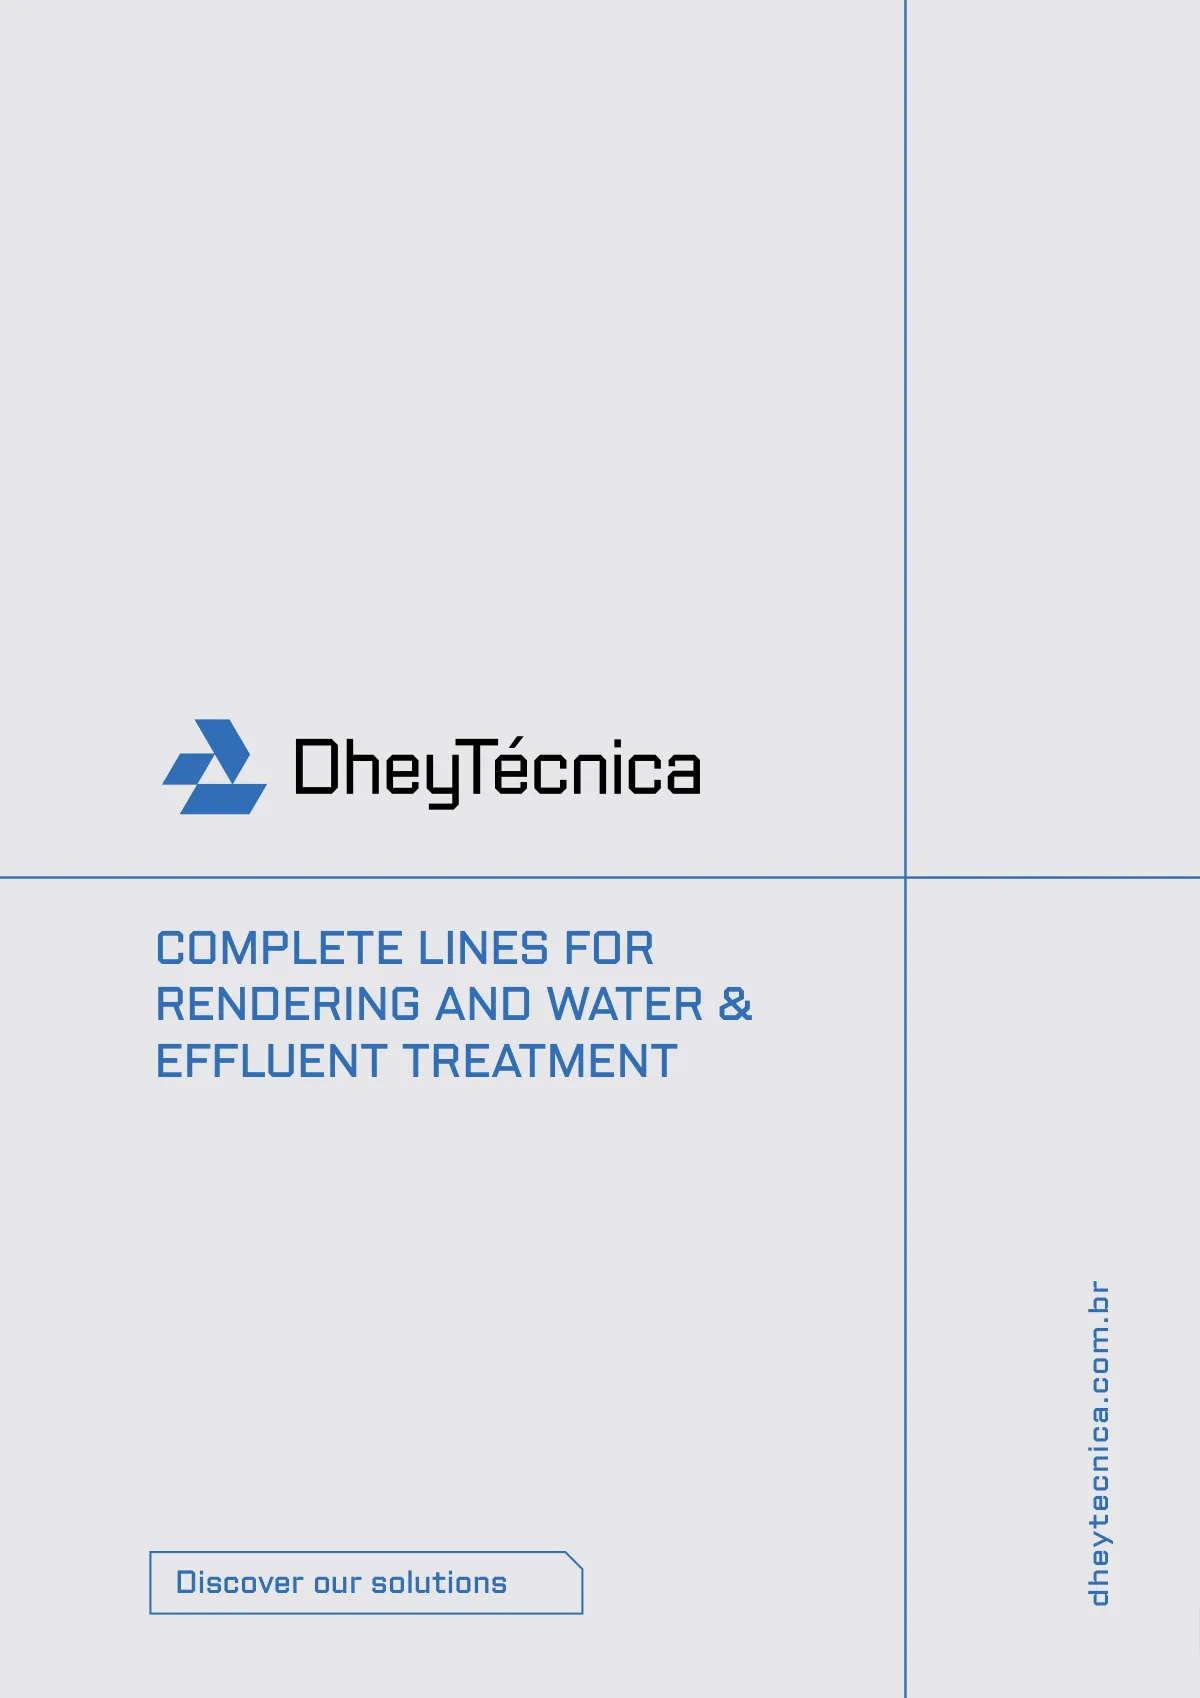 DheyTécnica
COMPLETE LINES FOR
RENDERING AND WATER &
EFFLUENT TREATMENT
dheytecnica.com.br
Discover our solutions